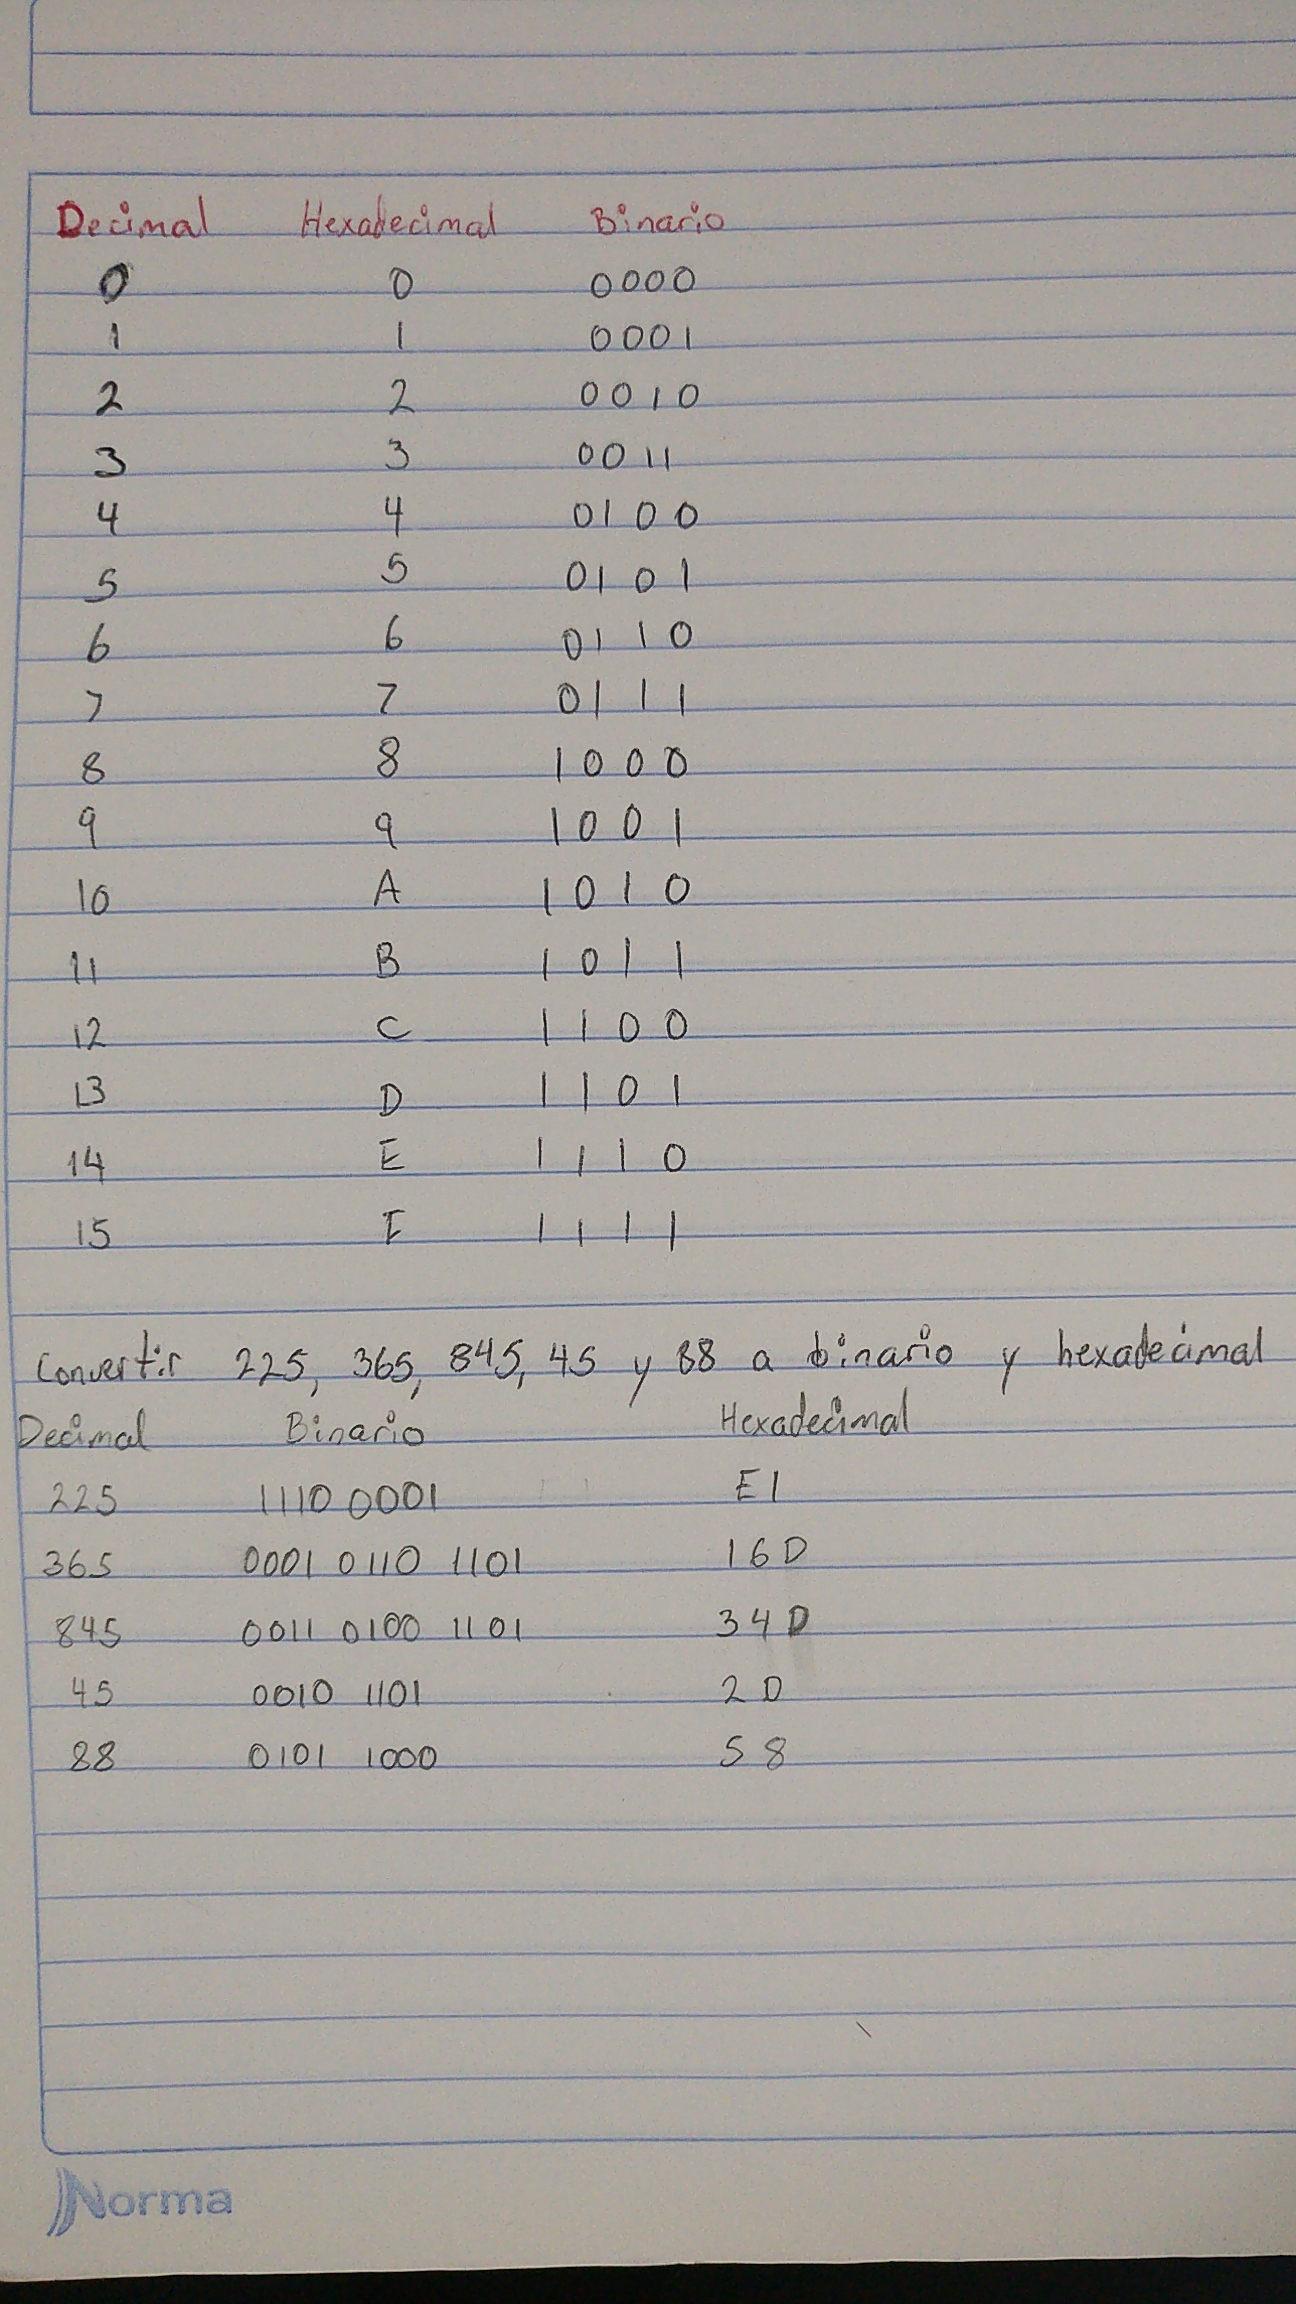 Decimal Hexadecimal Binario
0 0 0000
1 1 0001
2 2 0010
3 3 0011
4 4 0100
5 5 0101
6 6 0110
7 7 0111
8 8 1000
9 9 1001
10 A 1010
11 B 1011
12 C 1100
13 D 1101
14 E 1110
15 F 1111
Convertir 225, 365, 845, 45 y 88 a binario y hexadecimal
Decimal Binario Hexadecimal
225 1110 0001 E1
365 0001 0110 1101 16D
845 0011 0100 1101 34D
45 0010 1101 2D
88 0101 1000 58
Norma